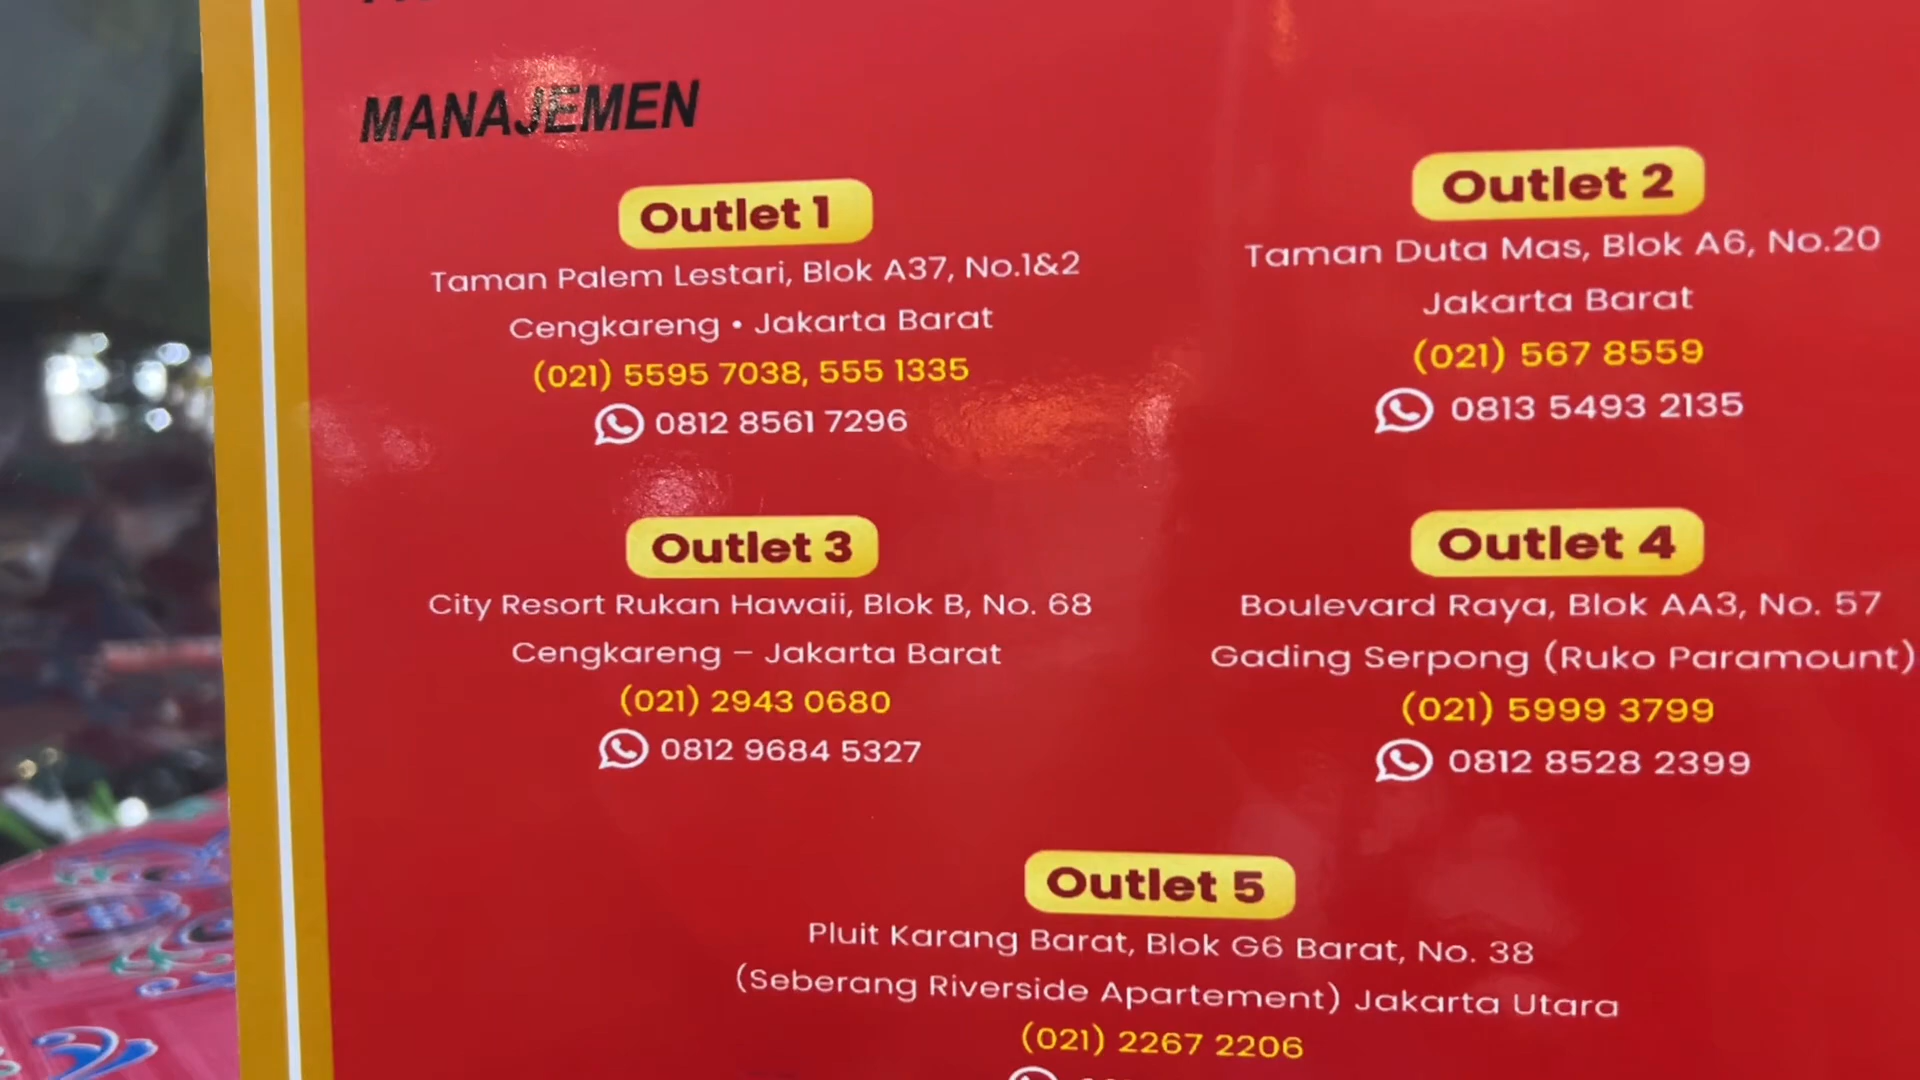 MANAJEMEN
Outlet 1
Taman Palem Lestari, Blok A37, No.1&2
Cengkareng • Jakarta Barat
(021) 5595 7038, 555 1335
0812 8561 7296
Outlet 2
Taman Duta Mas, Blok A6, No.20
Jakarta Barat
(021) 567 8559
0813 5493 2135
Outlet 3
City Resort Rukan Hawaii, Blok B, No. 68
Cengkareng – Jakarta Barat
(021) 2943 0680
0812 9684 5327
Outlet 4
Boulevard Raya, Blok AA3, No. 57
Gading Serpong (Ruko Paramount)
(021) 5999 3799
0812 8528 2399
Outlet 5
Pluit Karang Barat, Blok G6 Barat, No. 38
(Seberang Riverside Apartement) Jakarta Utara
(021) 2267 2206